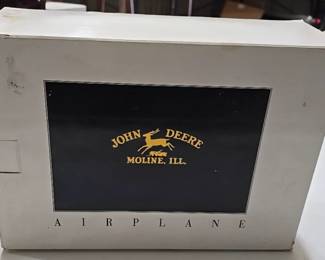 JOHN DEERE
MOLINE, ILL.
AIRPLANE